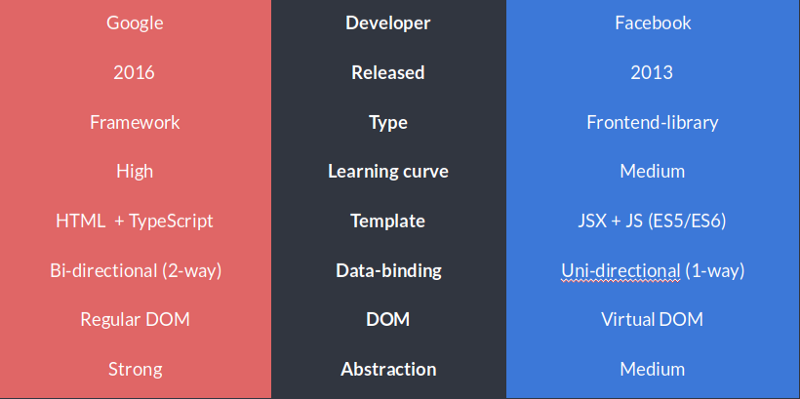 Google Developer Facebook
2016 Released 2013
Framework Type Frontend-library
High Learning curve Medium
HTML + TypeScript Template JSX + JS (ES5/ES6)
Bi-directional (2-way) Data-binding Uni-directional (1-way)
Regular DOM DOM Virtual DOM
Strong Abstraction Medium